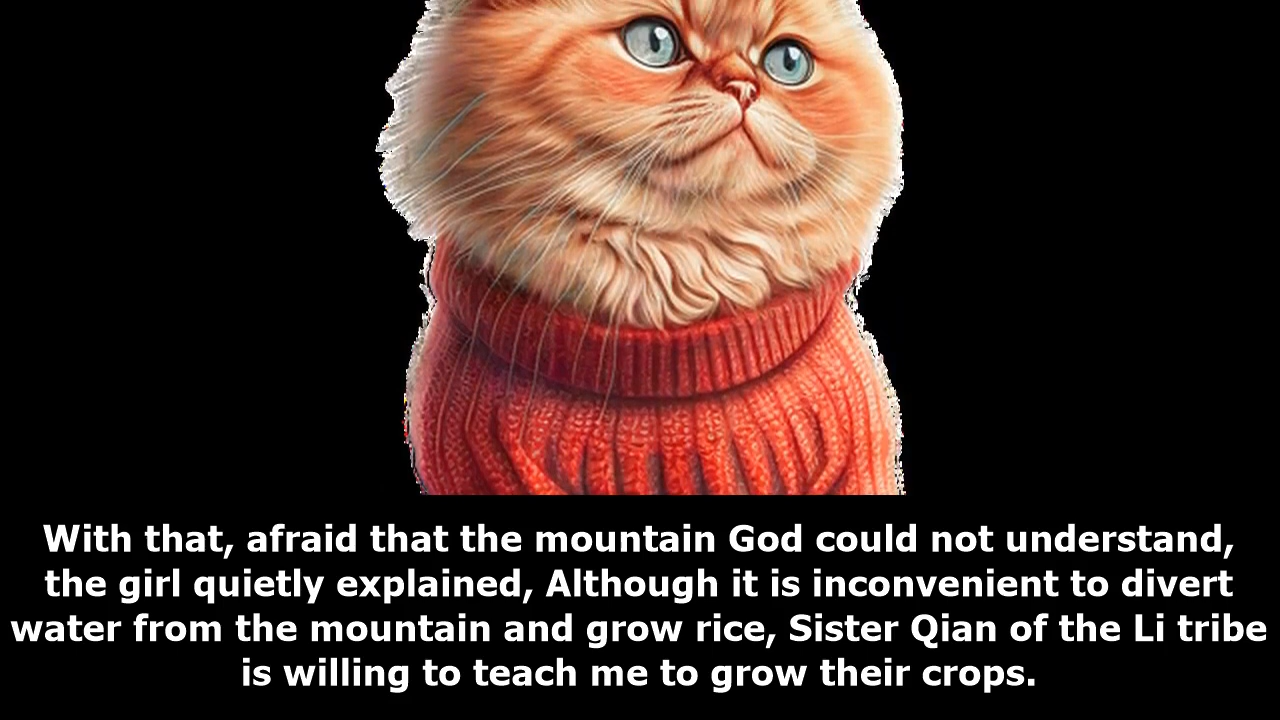 With that, afraid that the mountain God could not understand,
the girl quietly explained, Although it is inconvenient to divert
water from the mountain and grow rice, Sister Qian of the Li tribe
is willing to teach me to grow their crops.